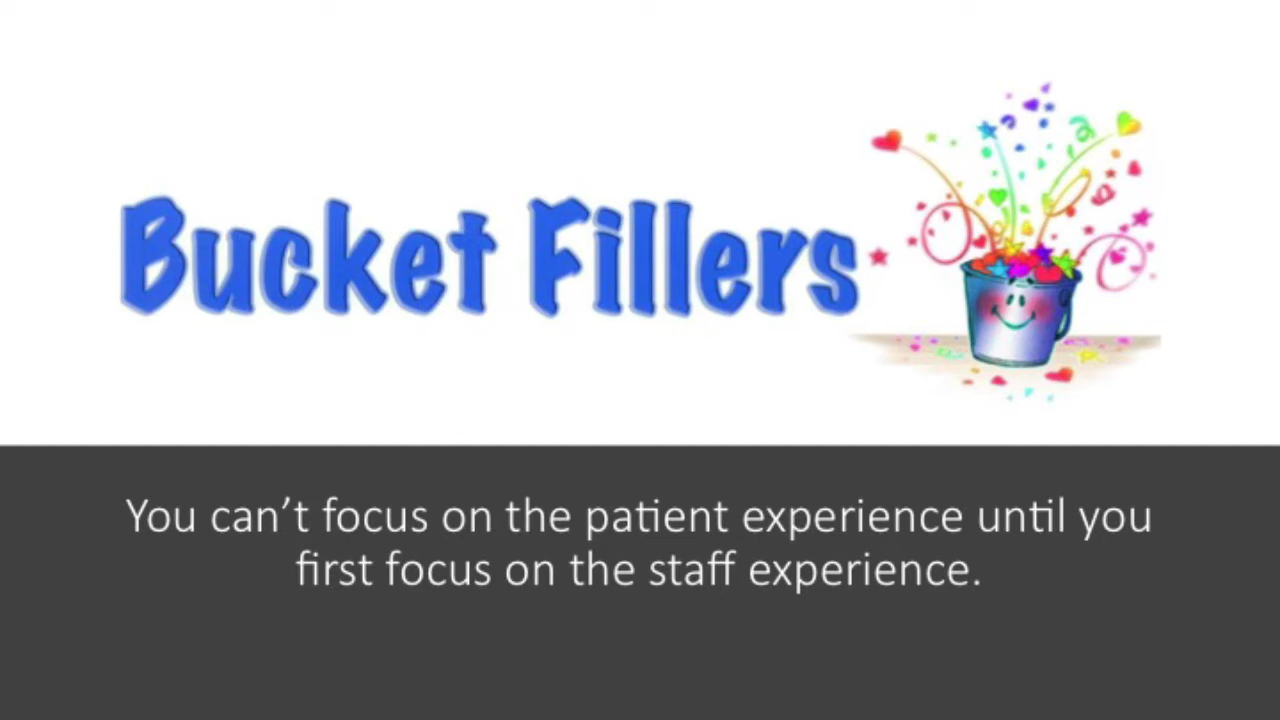 Bucket Fillers
You can’t focus on the patient experience until you
first focus on the staff experience.